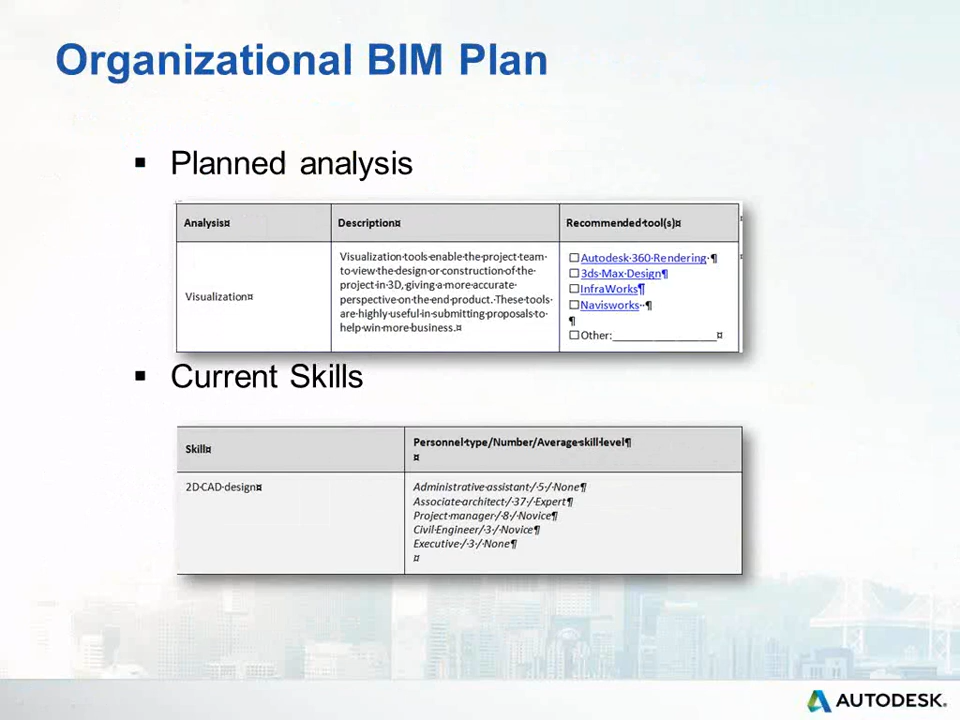 Organizational BIM Plan
▪ Planned analysis
Analysis¤
Description¤
Recommended·tool(s)¤
Visualization¤
Visualization·tools·enable·the·project·team·
to·view·the·design·or·construction·of·the·
project·in·3D,·giving·a·more·accurate·
perspective·on·the·end·product.·These·tools·
are·highly·useful·in·submitting·proposals·to·
help·win·more·business.¤
☐Autodesk·360·Rendering·¶
☐3ds·Max·Design¶
☐InfraWorks¶
☐Navisworks··¶
¶
☐Other:___________________¤
▪ Current Skills
Skill¤
Personnel·type/Number/Average·skill·level¶
¤
2D·CAD·design¤
Administrative·assistant·/·5·/·None¶
Associate·architect·/·37·/·Expert¶
Project·manager·/·8·/·Novice¶
Civil·Engineer/·3·/·Novice¶
Executive·/·3·/·None¶
¤
AUTODESK.